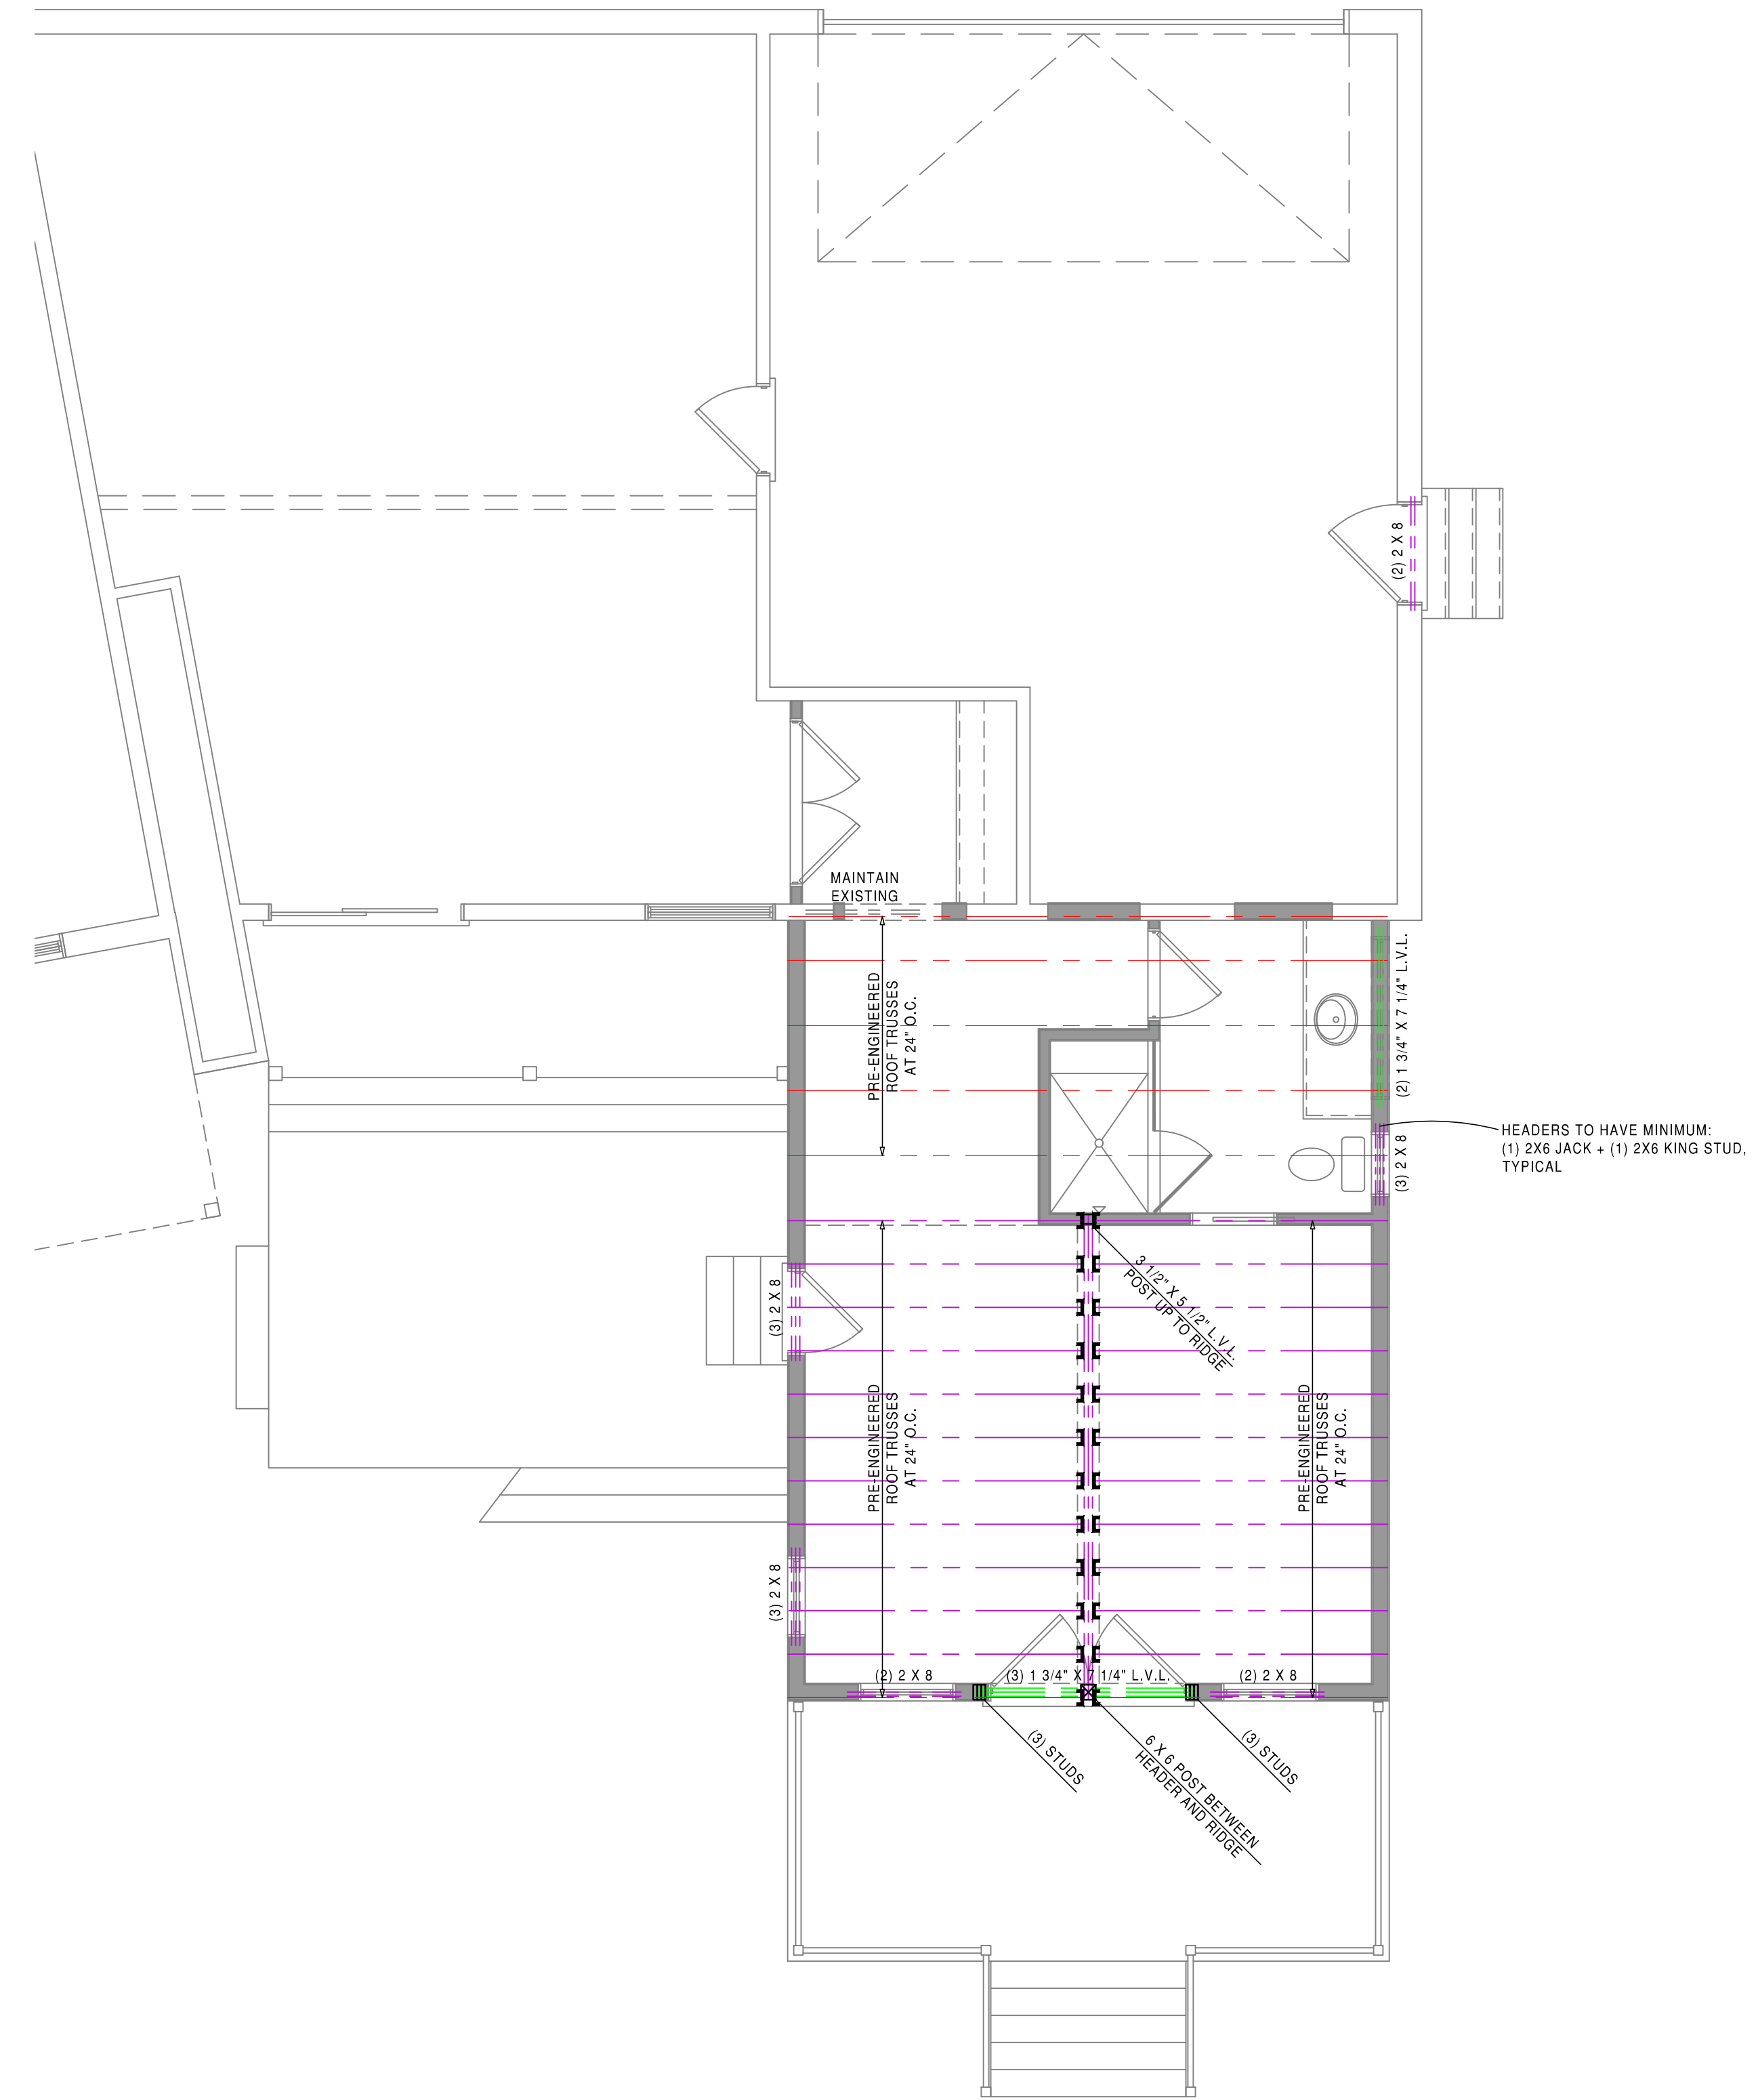 (2) 2 X 8
MAINTAIN
EXISTING
PRE-ENGINEERED
ROOF TRUSSES
AT 24" O.C.
(2) 1 3/4" X 7 1/4" L.V.L.
HEADERS TO HAVE MINIMUM:
(1) 2X6 JACK + (1) 2X6 KING STUD,
TYPICAL
(3) 2 X 8
3 1/2" X 5 1/2" L.V.L.
POST UP TO RIDGE
(3) 2 X 8
PRE-ENGINEERED
ROOF TRUSSES
AT 24" O.C.
PRE-ENGINEERED
ROOF TRUSSES
AT 24" O.C.
(3) 2 X 8
(2) 2 X 8
(3) 1 3/4" X 7 1/4" L.V.L.
(2) 2 X 8
(3) STUDS
6 X 6 POST BETWEEN
HEADER AND RIDGE
(3) STUDS